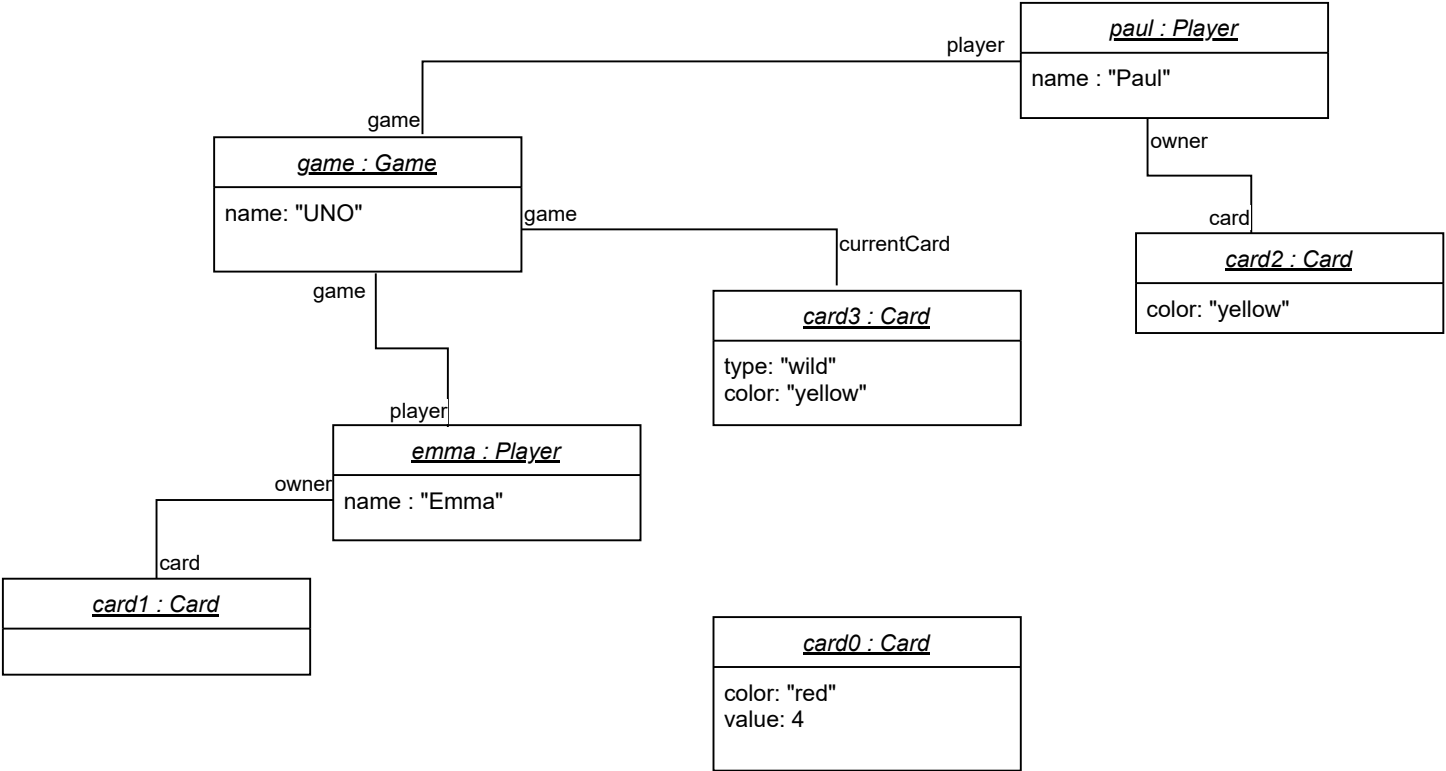 paul : Player
name : "Paul"
player
game
game : Game
name: "UNO"
game
currentCard
owner
card
card2 : Card
color: "yellow"
card3 : Card
type: "wild"
color: "yellow"
game
player
emma : Player
name : "Emma"
owner
card
card1 : Card
card0 : Card
color: "red"
value: 4